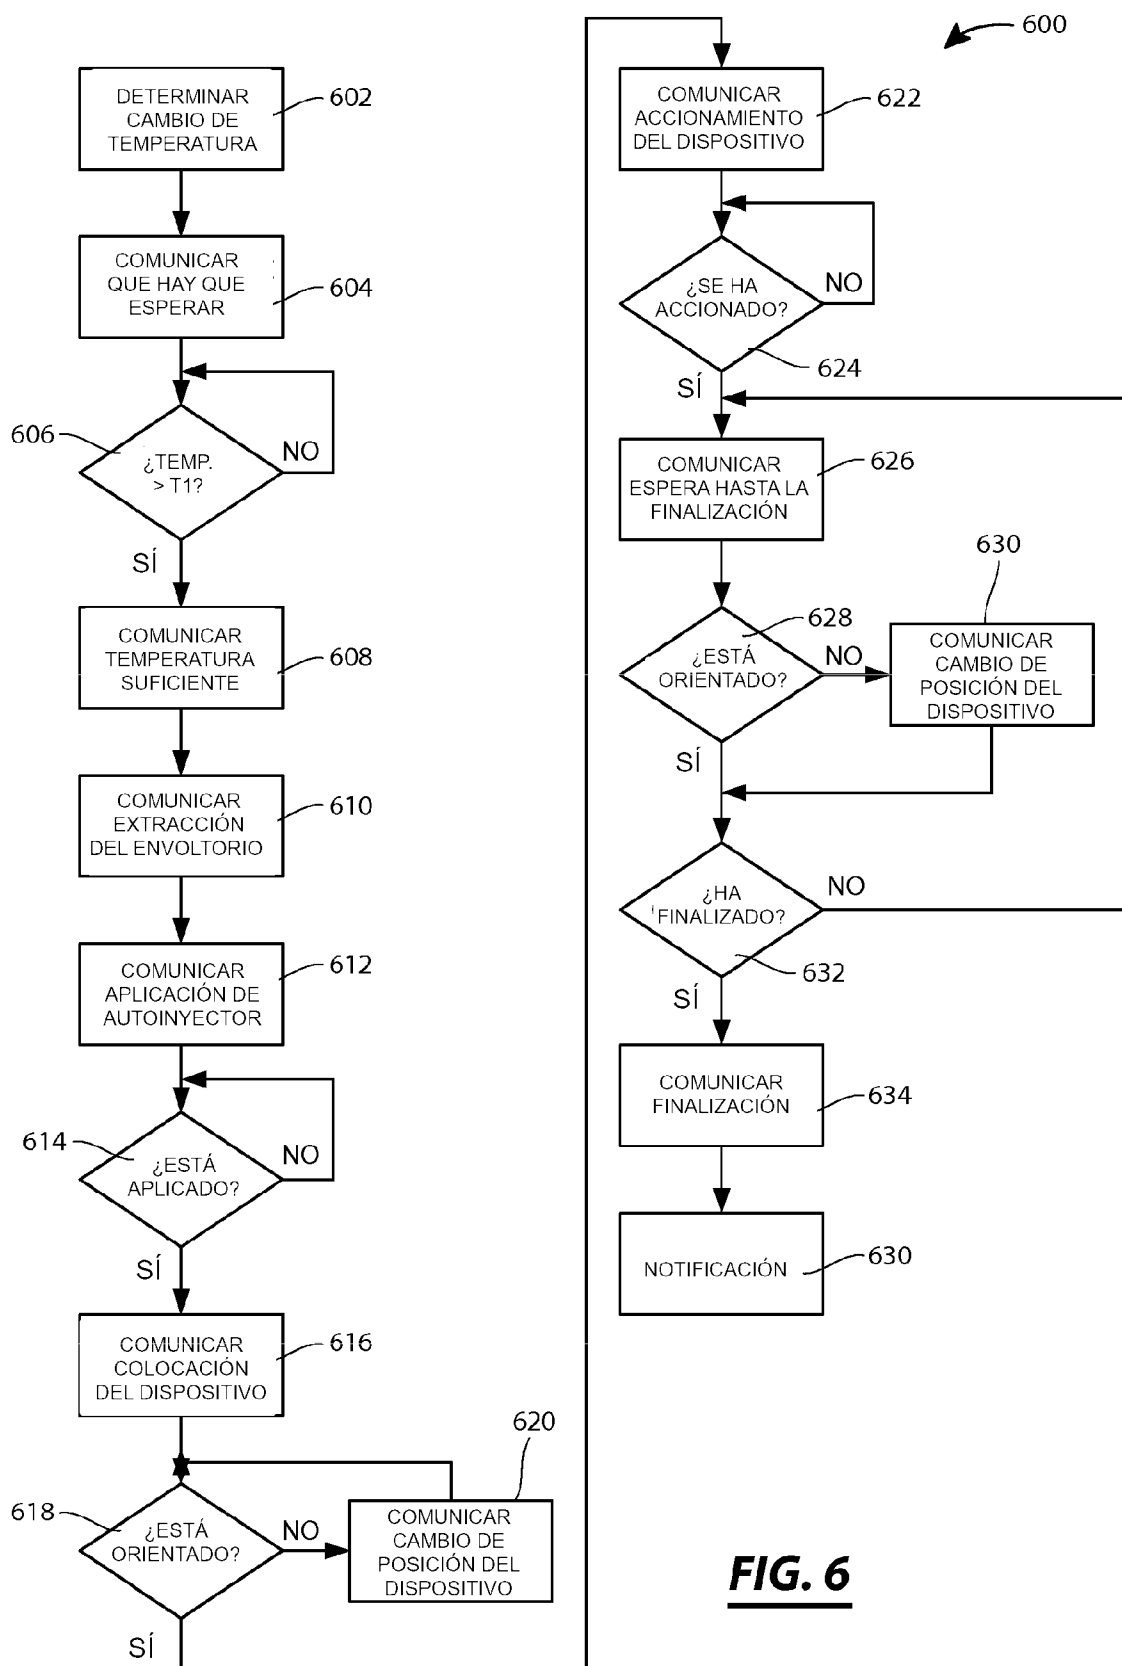 600
DETERMINAR
CAMBIO DE
TEMPERATURA
602
COMUNICAR
QUE HAY QUE
ESPERAR
604
606
¿TEMP.
> T1?
NO
SÍ
COMUNICAR
TEMPERATURA
SUFICIENTE
608
COMUNICAR
EXTRACCIÓN
DEL ENVOLTORIO
610
COMUNICAR
APLICACIÓN DE
AUTOINYECTOR
612
614
¿ESTÁ
APLICADO?
NO
SÍ
COMUNICAR
COLOCACIÓN
DEL DISPOSITIVO
616
618
¿ESTÁ
ORIENTADO?
NO
SÍ
620
COMUNICAR
CAMBIO DE
POSICIÓN DEL
DISPOSITIVO
COMUNICAR
ACCIONAMIENTO
DEL DISPOSITIVO
622
¿SE HA
ACCIONADO?
NO
624
SÍ
COMUNICAR
ESPERA HASTA LA
FINALIZACIÓN
626
628
¿ESTÁ
ORIENTADO?
NO
SÍ
630
COMUNICAR
CAMBIO DE
POSICIÓN DEL
DISPOSITIVO
¿HA
FINALIZADO?
NO
632
SÍ
COMUNICAR
FINALIZACIÓN
634
NOTIFICACIÓN
630
FIG. 6